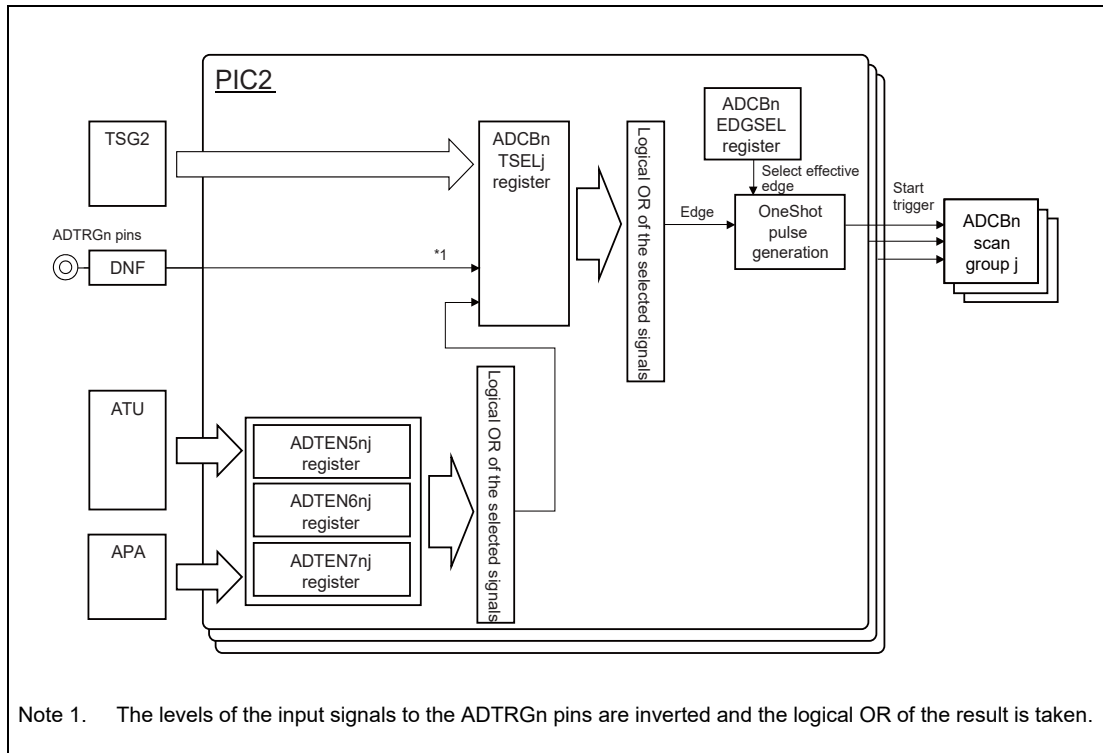 PIC2
TSG2
ADCBn
TSELj
register
Logical OR of the selected signals
ADCBn
EDGSEL
register
Select effective
edge
Edge
OneShot
pulse
generation
Start
trigger
ADCBn
scan
group j
ADTRGn pins
DNF
*1
ATU
APA
ADTEN5nj
register
ADTEN6nj
register
ADTEN7nj
register
Logical OR of the selected signals
Note 1. The levels of the input signals to the ADTRGn pins are inverted and the logical OR of the result is taken.